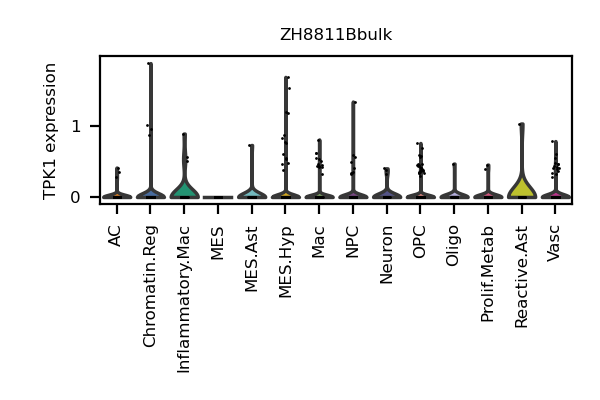 ZH8811Bbulk
TPK1 expression
1
0
AC
Chromatin.Reg
Inflammatory.Mac
MES
MES.Ast
MES.Hyp
Mac
NPC
Neuron
OPC
Oligo
Prolif.Metab
Reactive.Ast
Vasc